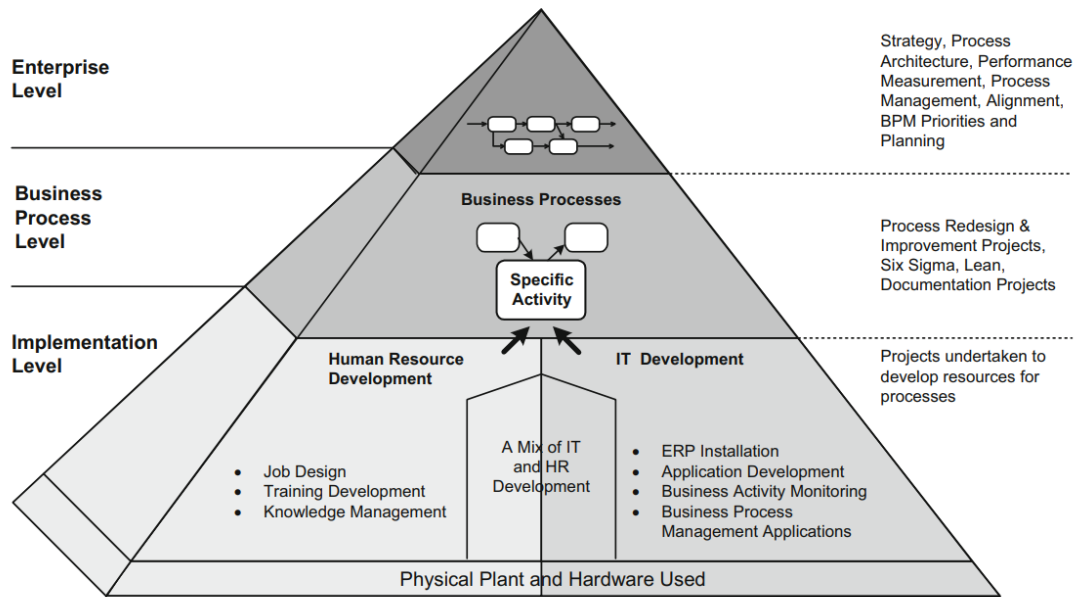 Enterprise
Level
Strategy, Process
Architecture, Performance
Measurement, Process
Management, Alignment,
BPM Priorities and
Planning
Business
Process
Level
Business Processes
Specific
Activity
Process Redesign &
Improvement Projects,
Six Sigma, Lean,
Documentation Projects
Implementation
Level
Human Resource
Development
IT Development
Projects undertaken to
develop resources for
processes
• Job Design
• Training Development
• Knowledge Management
A Mix of IT
and HR
Development
• ERP Installation
• Application Development
• Business Activity Monitoring
• Business Process
Management Applications
Physical Plant and Hardware Used